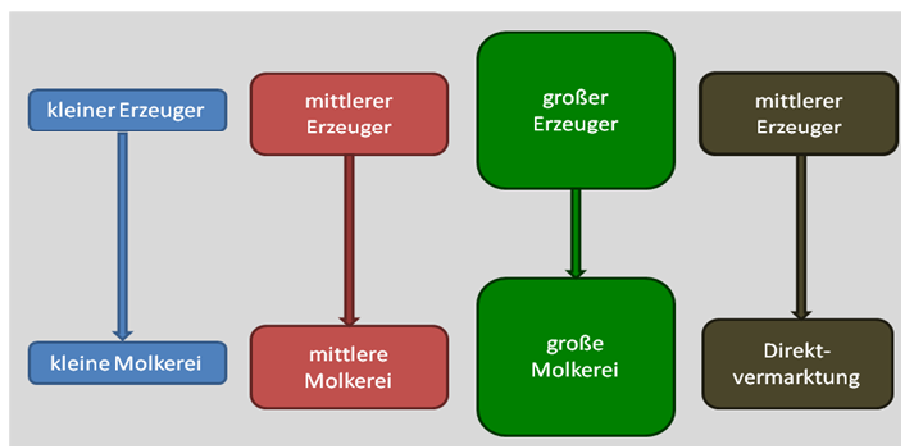 kleiner Erzeuger
mittlerer
Erzeuger
großer
Erzeuger
mittlerer
Erzeuger
kleine Molkerei
mittlere
Molkerei
große
Molkerei
Direkt-
vermarktung